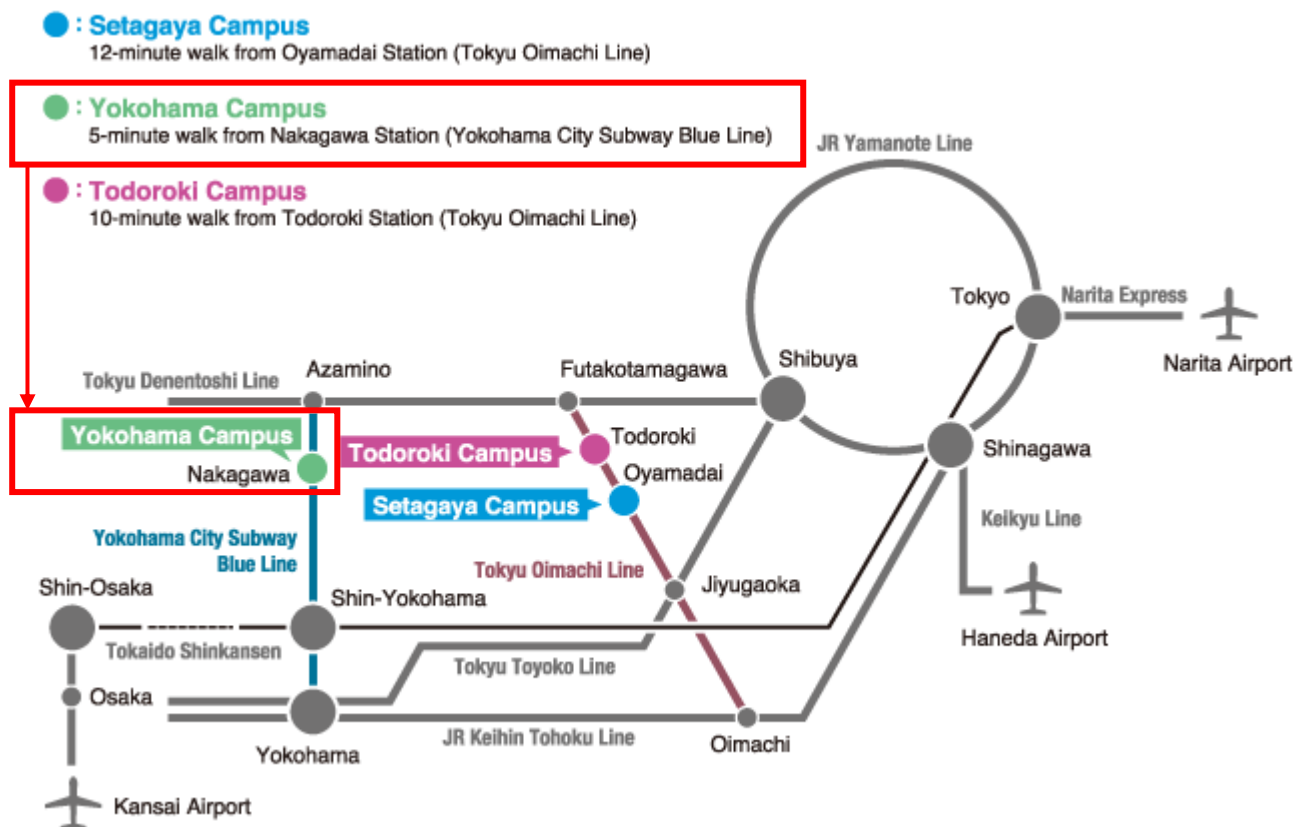 : Setagaya Campus
12-minute walk from Oyamadai Station (Tokyu Oimachi Line)
: Yokohama Campus
5-minute walk from Nakagawa Station (Yokohama City Subway Blue Line)
: Todoroki Campus
10-minute walk from Todoroki Station (Tokyu Oimachi Line)
JR Yamanote Line
Tokyo
Narita Express
Narita Airport
Tokyu Denentoshi Line
Azamino
Futakotamagawa
Shibuya
Yokohama Campus
Nakagawa
Todoroki Campus
Todoroki
Oyamadai
Setagaya Campus
Shinagawa
Keikyu Line
Haneda Airport
Yokohama City Subway
Blue Line
Tokyu Oimachi Line
Jiyugaoka
Shin-Osaka
Shin-Yokohama
Tokaido Shinkansen
Tokyu Toyoko Line
Osaka
JR Keihin Tohoku Line
Oimachi
Yokohama
Kansai Airport